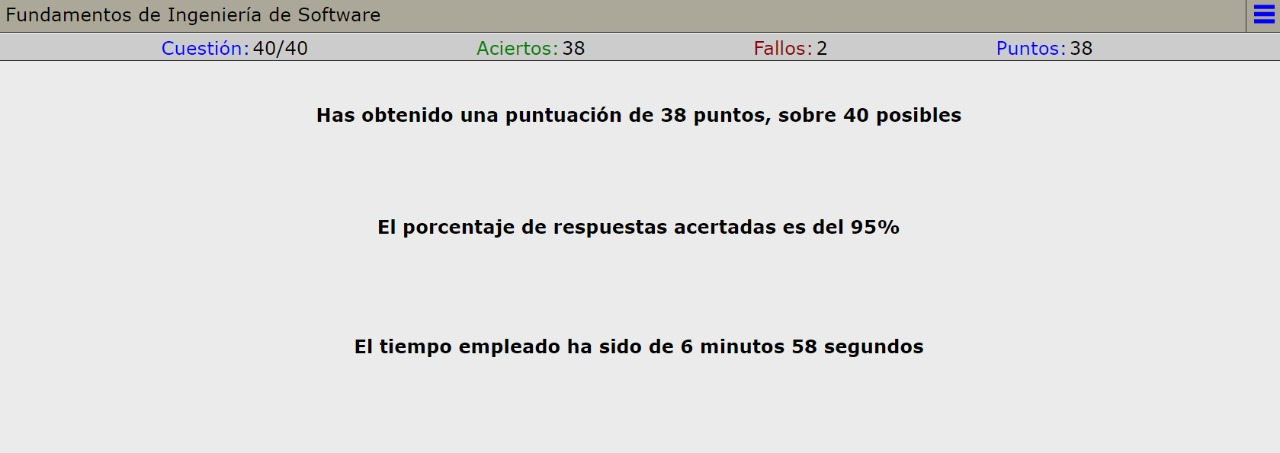 Fundamentos de Ingeniería de Software
Cuestión: 40/40 Aciertos: 38 Fallos: 2 Puntos: 38
Has obtenido una puntuación de 38 puntos, sobre 40 posibles
El porcentaje de respuestas acertadas es del 95%
El tiempo empleado ha sido de 6 minutos 58 segundos